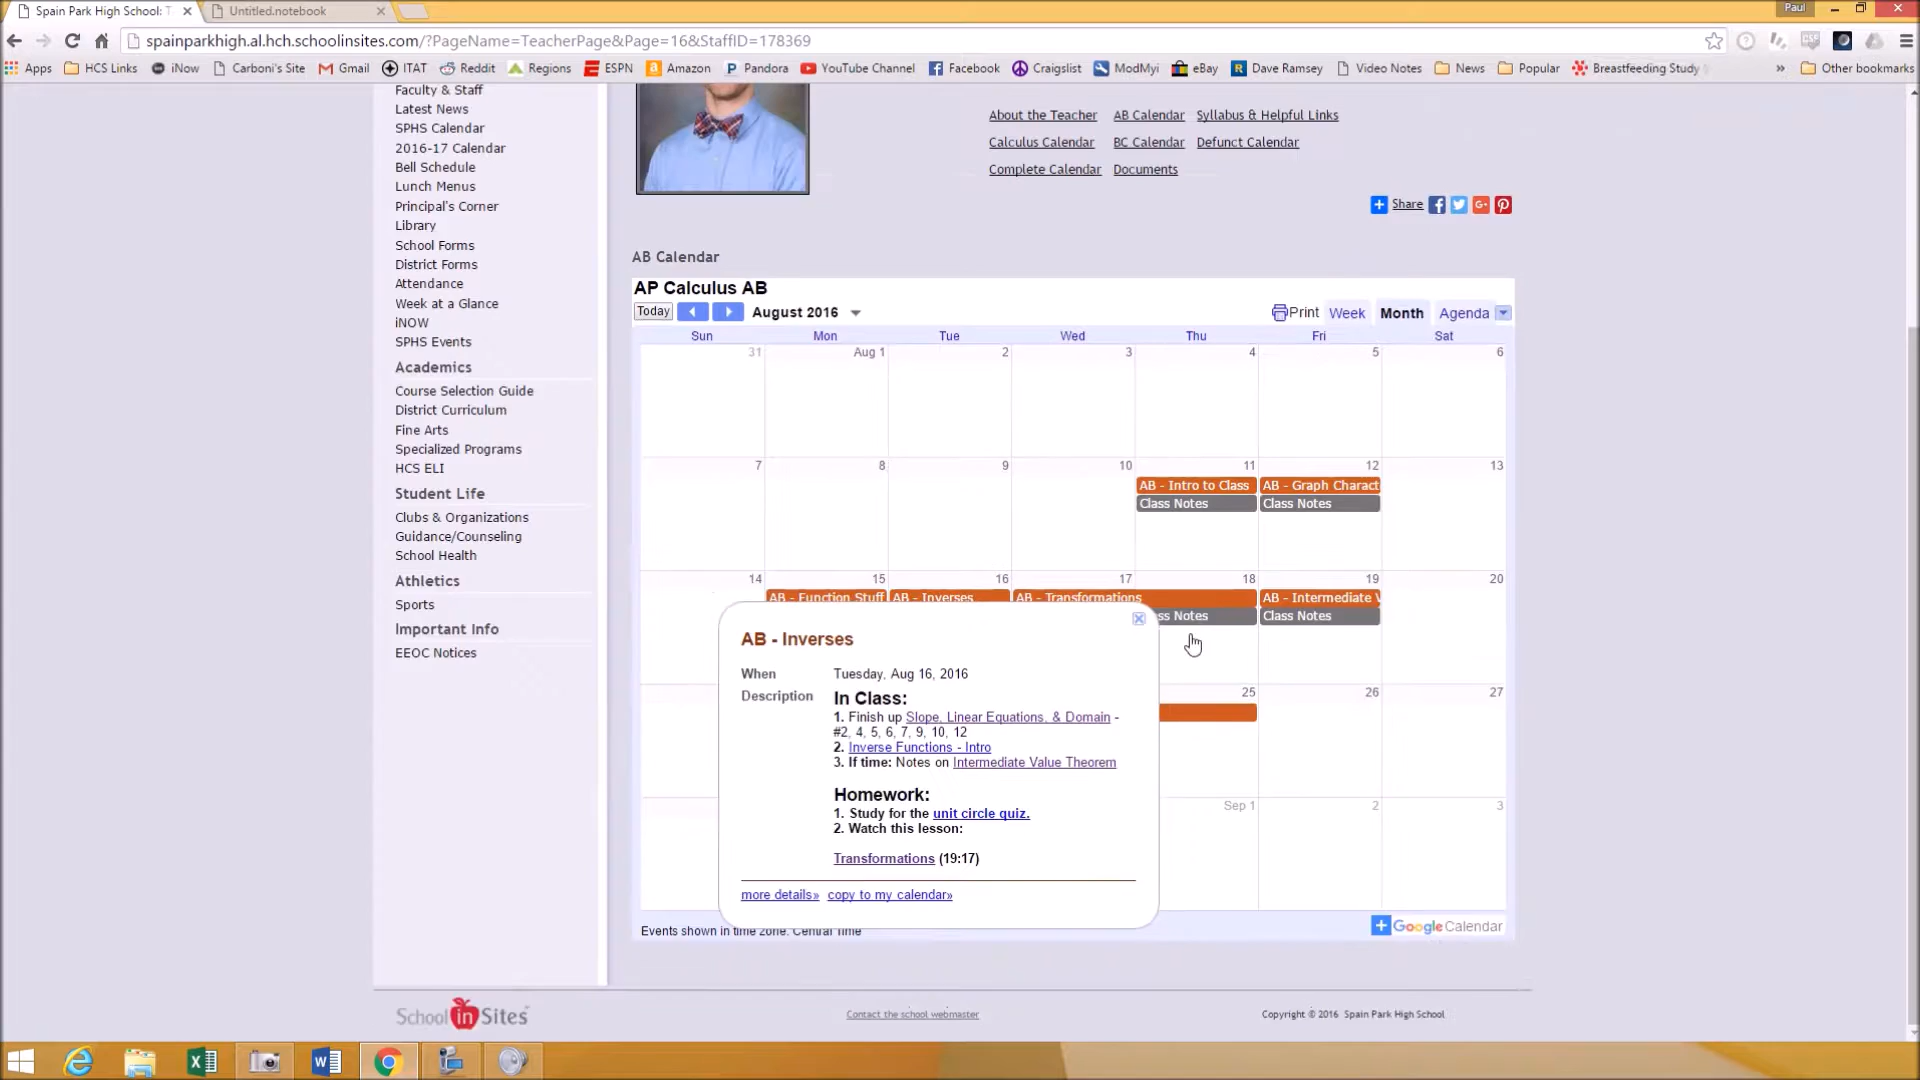 Spain Park High School: T
Untitled.notebook
Paul
spainparkhigh.al.hch.schoolinsites.com/?PageName=TeacherPage&Page=16&StaffID=178369
Apps HCS Links iNow Carboni's Site Gmail ITAT Reddit Regions ESPN Amazon Pandora YouTube Channel Facebook Craigslist ModMyi eBay Dave Ramsey Video Notes News Popular Breastfeeding Study » Other bookmarks
Faculty & Staff
Latest News
SPHS Calendar
2016-17 Calendar
Bell Schedule
Lunch Menus
Principal's Corner
Library
School Forms
District Forms
Attendance
Week at a Glance
iNOW
SPHS Events
Academics
Course Selection Guide
District Curriculum
Fine Arts
Specialized Programs
HCS ELI
Student Life
Clubs & Organizations
Guidance/Counseling
School Health
Athletics
Sports
Important Info
EEOC Notices
About the Teacher AB Calendar Syllabus & Helpful Links
Calculus Calendar BC Calendar Defunct Calendar
Complete Calendar Documents
Share
AB Calendar
AP Calculus AB
Today August 2016 Print Week Month Agenda
Sun Mon Tue Wed Thu Fri Sat
31 Aug 1 2 3 4 5 6
7 8 9 10 11 12 13
AB - Intro to Class AB - Graph Charact
Class Notes Class Notes
14 15 16 17 18 19 20
AB - Function Stuff AB - Inverses AB - Transformations AB - Intermediate V
ss Notes Class Notes
25 26 27
Sep 1 2 3
AB - Inverses
When Tuesday, Aug 16, 2016
Description In Class:
1. Finish up Slope, Linear Equations, & Domain -
#2, 4, 5, 6, 7, 9, 10, 12
2. Inverse Functions - Intro
3. If time: Notes on Intermediate Value Theorem
Homework:
1. Study for the unit circle quiz.
2. Watch this lesson:
Transformations (19:17)
more details» copy to my calendar»
Events shown in time zone: Central Time
Google Calendar
School in Sites
Contact the school webmaster
Copyright © 2016 Spain Park High School